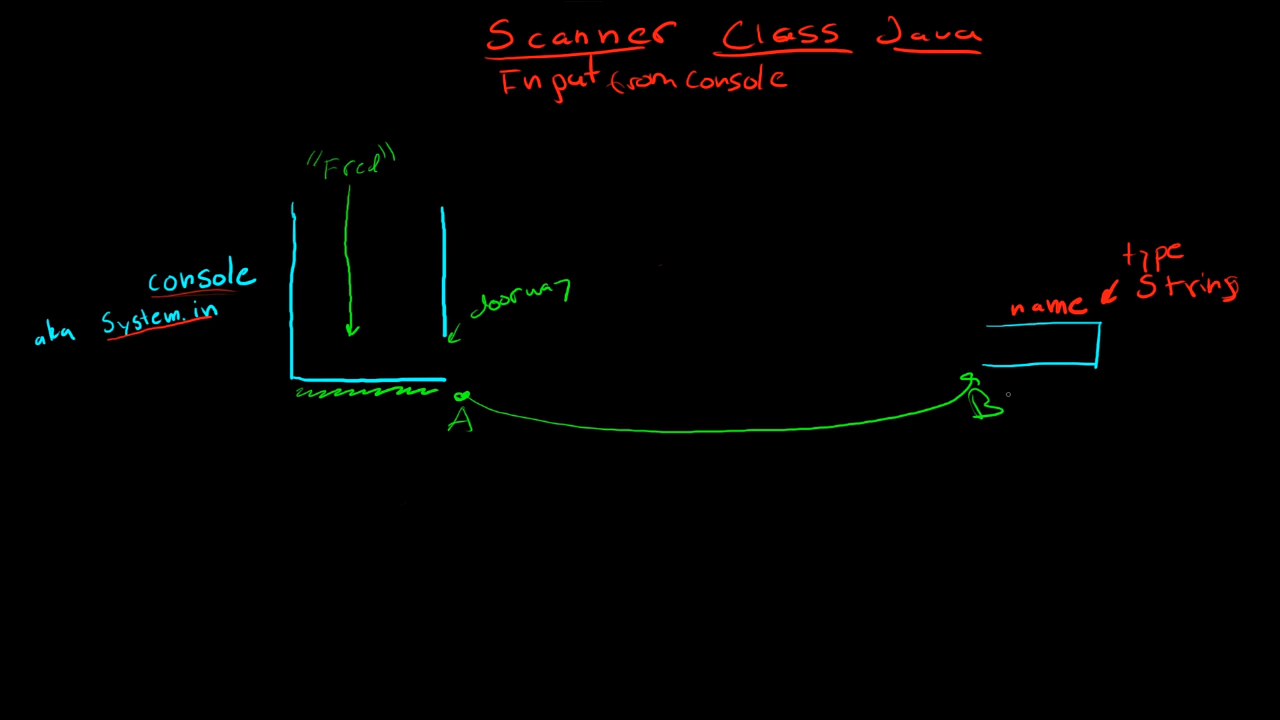 Scanner Class Java
Input from console
"Fred"
console
aka System.in
doorway
type
String
name
A
B